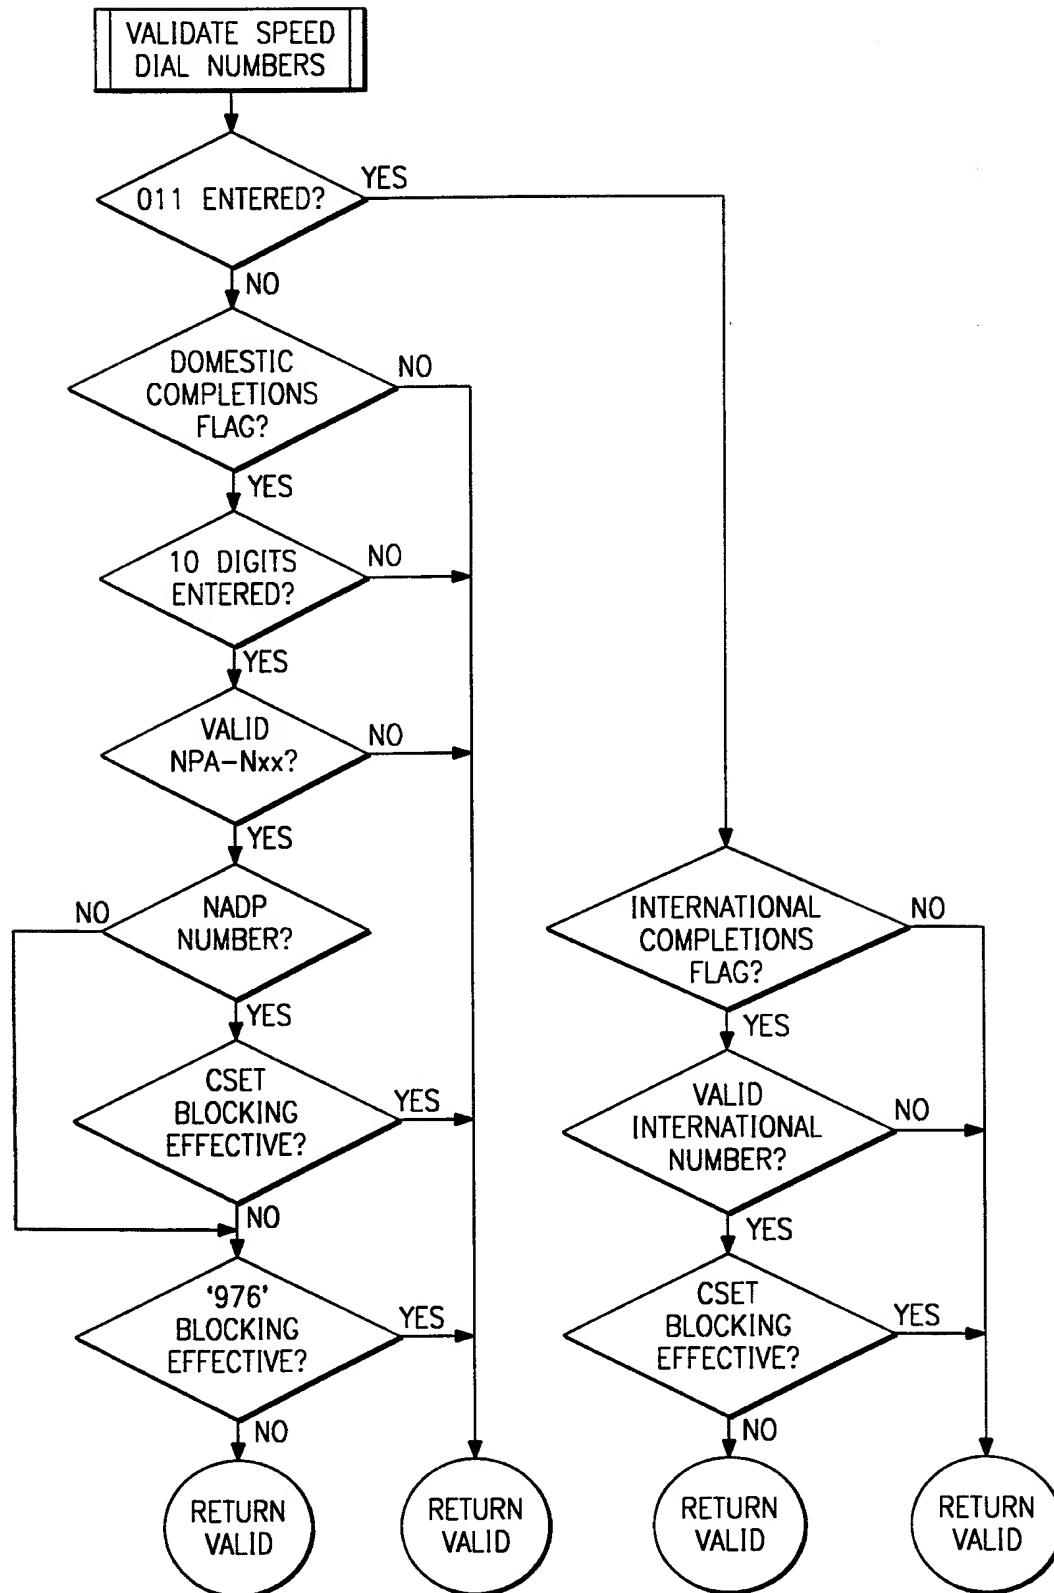 VALIDATE SPEED
DIAL NUMBERS
011 ENTERED?
YES
NO
DOMESTIC
COMPLETIONS
FLAG?
NO
YES
10 DIGITS
ENTERED?
NO
YES
VALID
NPA-Nxx?
NO
YES
NADP
NUMBER?
NO
YES
CSET
BLOCKING
EFFECTIVE?
YES
NO
'976'
BLOCKING
EFFECTIVE?
YES
NO
RETURN
VALID
RETURN
VALID
INTERNATIONAL
COMPLETIONS
FLAG?
NO
YES
VALID
INTERNATIONAL
NUMBER?
NO
YES
CSET
BLOCKING
EFFECTIVE?
YES
NO
RETURN
VALID
RETURN
VALID